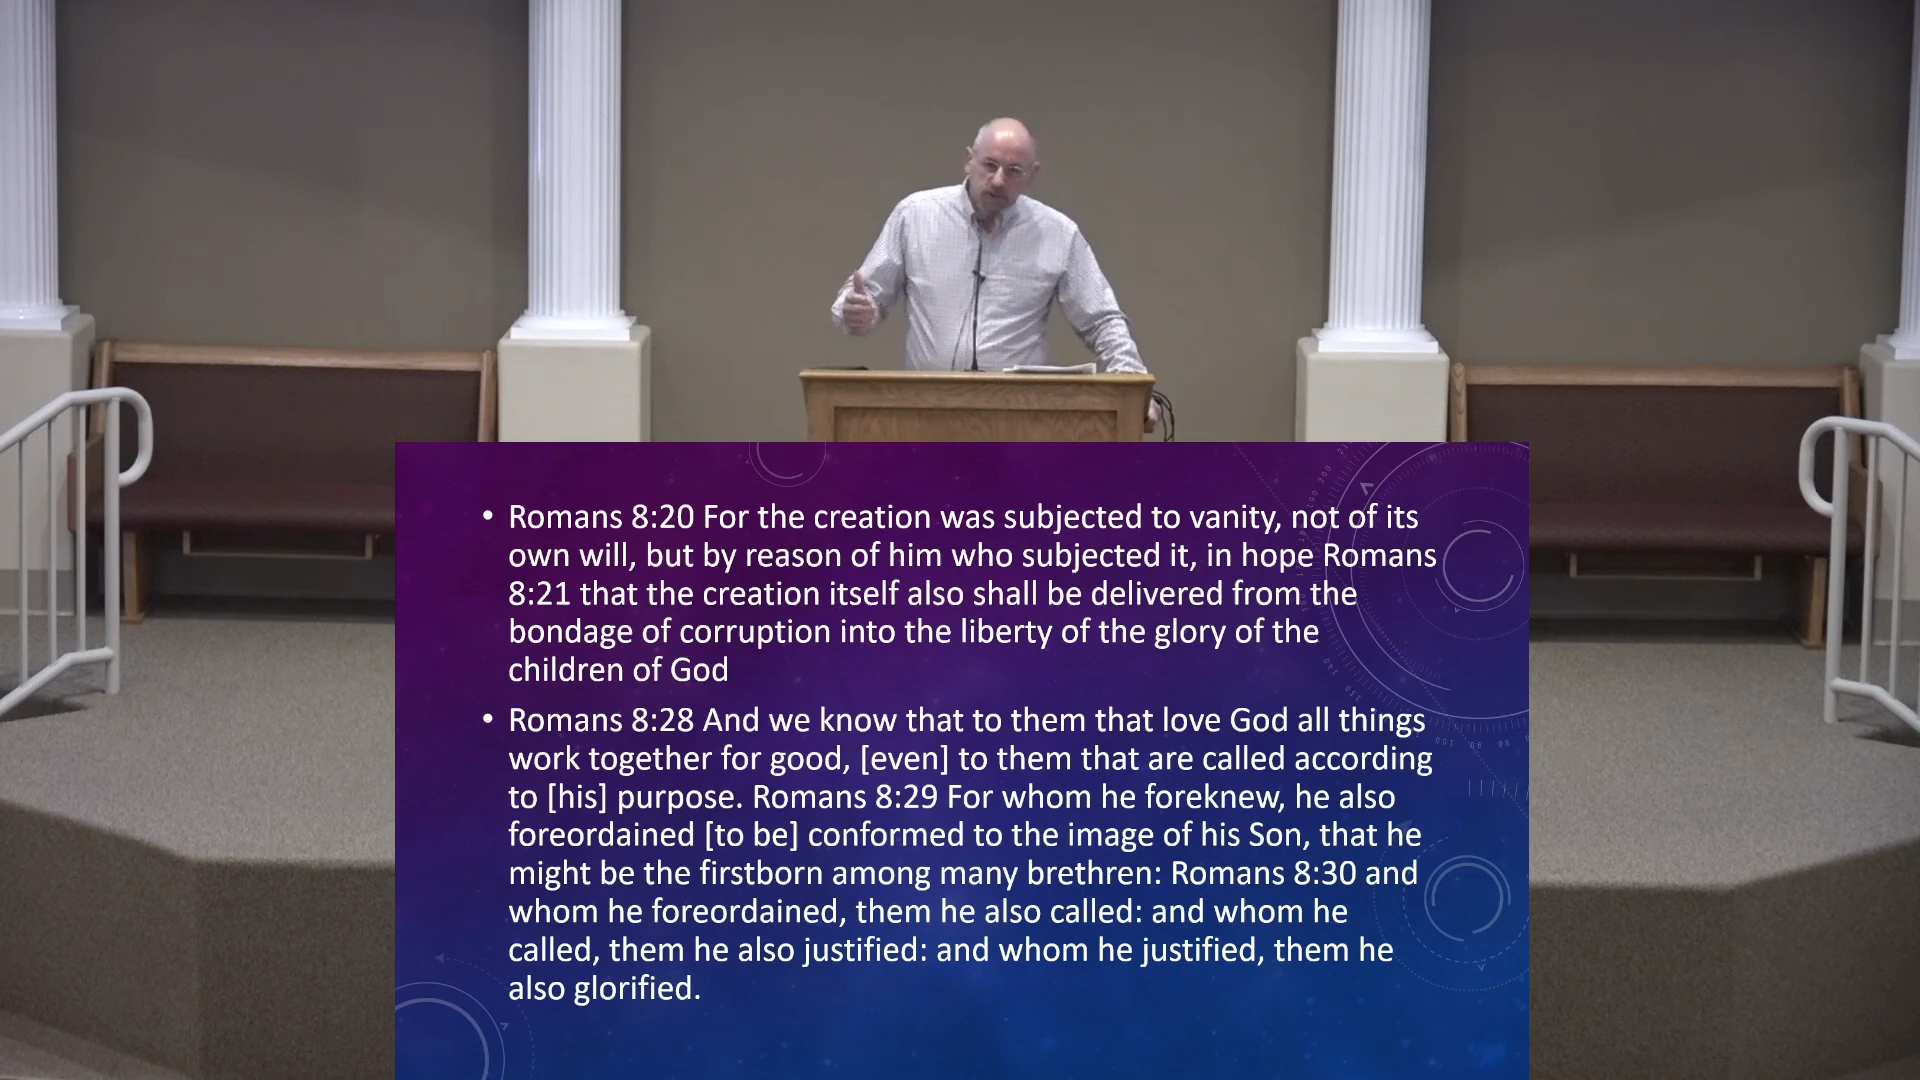 • Romans 8:20 For the creation was subjected to vanity, not of its
own will, but by reason of him who subjected it, in hope Romans
8:21 that the creation itself also shall be delivered from the
bondage of corruption into the liberty of the glory of the
children of God
• Romans 8:28 And we know that to them that love God all things
work together for good, [even] to them that are called according
to [his] purpose. Romans 8:29 For whom he foreknew, he also
foreordained [to be] conformed to the image of his Son, that he
might be the firstborn among many brethren: Romans 8:30 and
whom he foreordained, them he also called: and whom he
called, them he also justified: and whom he justified, them he
also glorified.